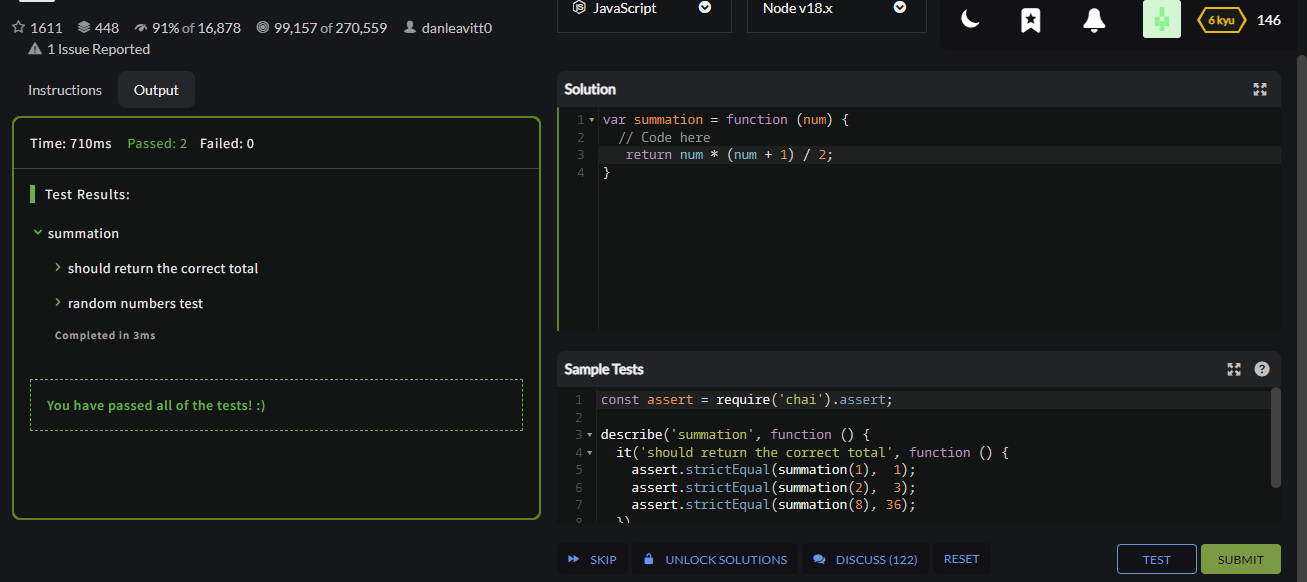 1611 448 91% of 16,878 99,157 of 270,559 danleavitt0
1 Issue Reported
JavaScript
Node v18.x
6 kyu 146
Instructions Output
Time: 710ms Passed: 2 Failed: 0
Test Results:
summation
should return the correct total
random numbers test
Completed in 3ms
You have passed all of the tests! :)
Solution
1 var summation = function (num) {
2 // Code here
3 return num * (num + 1) / 2;
4 }
Sample Tests
1 const assert = require('chai').assert;
2
3 describe('summation', function () {
4 it('should return the correct total', function () {
5 assert.strictEqual(summation(1), 1);
6 assert.strictEqual(summation(2), 3);
7 assert.strictEqual(summation(8), 36);
8 })
SKIP UNLOCK SOLUTIONS DISCUSS (122) RESET TEST SUBMIT